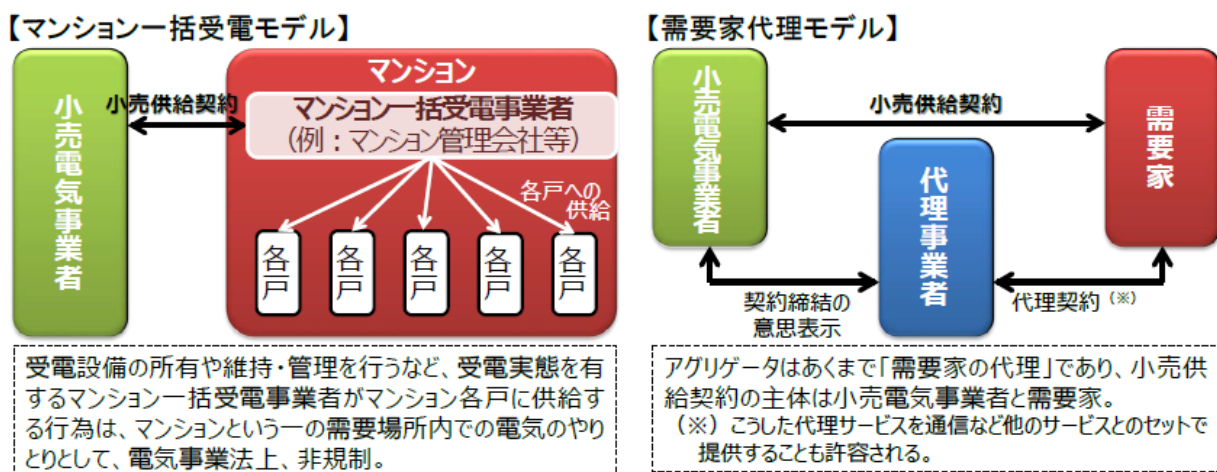 【マンション一括受電モデル】
小売電気事業者
小売供給契約
マンション
マンション一括受電事業者
（例：マンション管理会社等）
各戸への
供給
各戸
各戸
各戸
各戸
各戸
受電設備の所有や維持・管理を行うなど、受電実態を有
するマンション一括受電事業者がマンション各戸に供給す
る行為は、マンションという一の需要場所内での電気のやり
とりとして、電気事業法上、非規制。
【需要家代理モデル】
小売電気事業者
小売供給契約
需要家
代理事業者
契約締結の
意思表示
代理契約（※）
アグリゲータはあくまで「需要家の代理」であり、小売供
給契約の主体は小売電気事業者と需要家。
（※）こうした代理サービスを通信など他のサービスとのセットで
提供することも許容される。